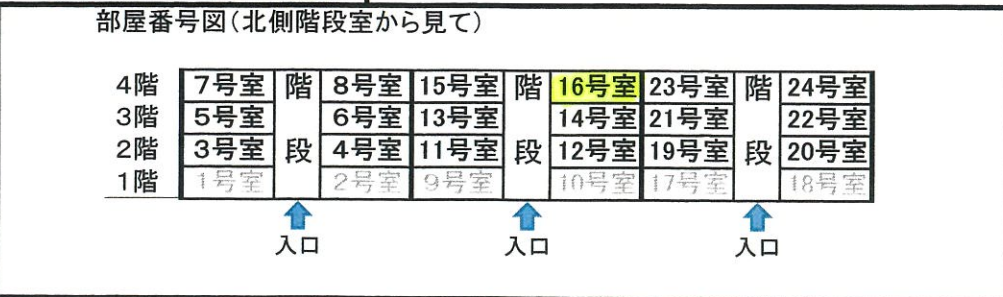 部屋番号図(北側階段室から見て)
4階 7号室 階 8号室 15号室 階 16号室 23号室 階 24号室
3階 5号室 6号室 13号室 14号室 21号室 22号室
2階 3号室 段 4号室 11号室 段 12号室 19号室 段 20号室
1階 1号室 2号室 9号室 10号室 17号室 18号室
入口 入口 入口